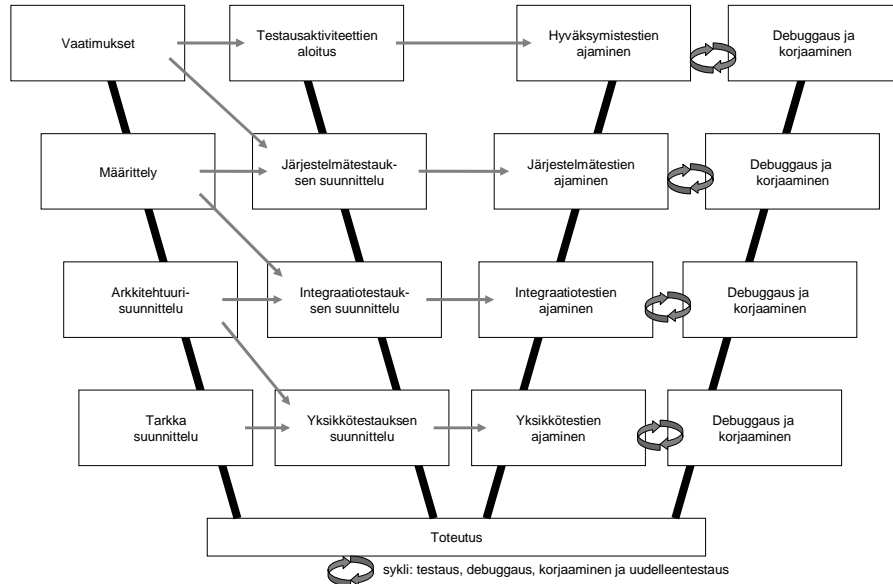 Vaatimukset
Testausaktiviteettien
aloitus
Hyväksymistestien
ajaminen
Debuggaus ja
korjaaminen
Määrittely
Järjestelmätestauk-
sen suunnittelu
Järjestelmätestien
ajaminen
Debuggaus ja
korjaaminen
Arkkitehtuuri-
suunnittelu
Integraatiotestauk-
sen suunnittelu
Integraatiotestien
ajaminen
Debuggaus ja
korjaaminen
Tarkka
suunnittelu
Yksikkötestauksen
suunnittelu
Yksikkötestien
ajaminen
Debuggaus ja
korjaaminen
Toteutus
sykli: testaus, debuggaus, korjaaminen ja uudelleentestaus